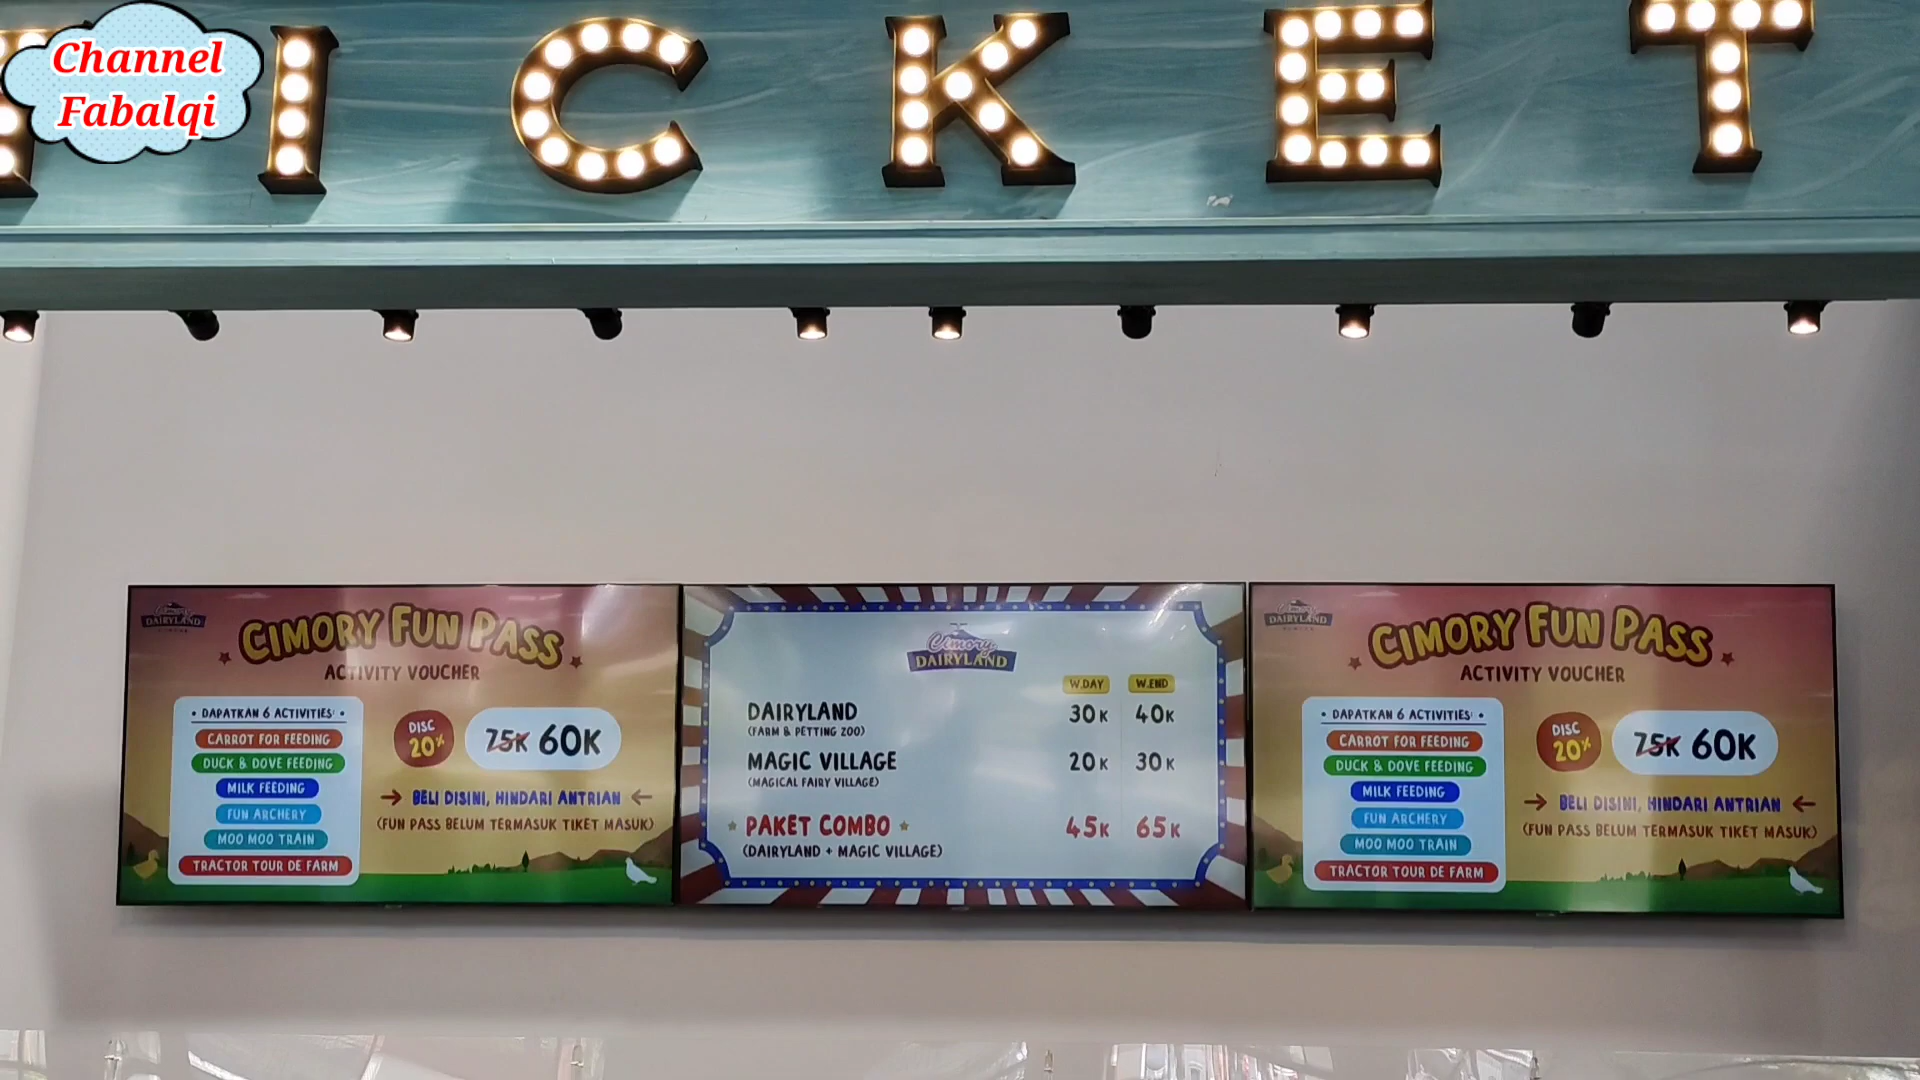 Channel
Fabalqi
ICKET
DAIRYLAND
CIMORY FUN PASS
ACTIVITY VOUCHER
• DAPATKAN 6 ACTIVITIES: •
CARROT FOR FEEDING
DUCK & DOVE FEEDING
MILK FEEDING
FUN ARCHERY
MOO MOO TRAIN
TRACTOR TOUR DE FARM
DISC
20%
75K 60K
→ BELI DISINI, HINDARI ANTRIAN ←
(FUN PASS BELUM TERMASUK TIKET MASUK)
Cimory
DAIRYLAND
W.DAY W.END
DAIRYLAND 30K 40K
(FARM & PETTING ZOO)
MAGIC VILLAGE 20K 30K
(MAGICAL FAIRY VILLAGE)
PAKET COMBO 45K 65K
(DAIRYLAND + MAGIC VILLAGE)
DAIRYLAND
CIMORY FUN PASS
ACTIVITY VOUCHER
• DAPATKAN 6 ACTIVITIES: •
CARROT FOR FEEDING
DUCK & DOVE FEEDING
MILK FEEDING
FUN ARCHERY
MOO MOO TRAIN
TRACTOR TOUR DE FARM
DISC
20%
75K 60K
→ BELI DISINI, HINDARI ANTRIAN ←
(FUN PASS BELUM TERMASUK TIKET MASUK)